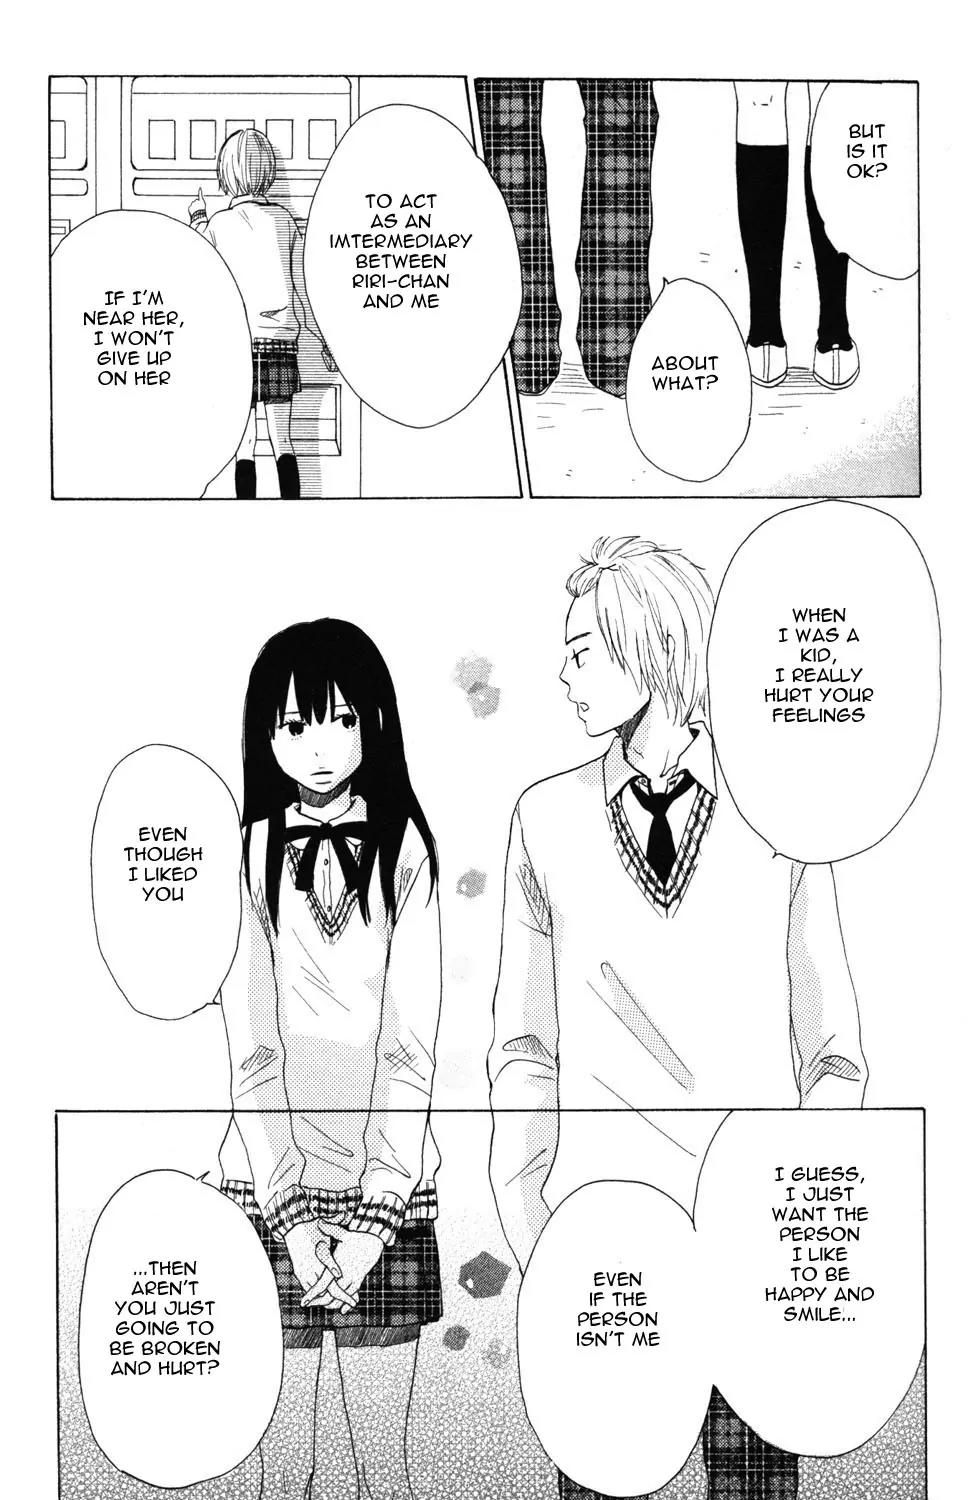 BUT
IS IT
OK?
ABOUT
WHAT?
TO ACT
AS AN
IMTERMEDIARY
BETWEEN
RIRI-CHAN
AND ME
IF I'M
NEAR HER,
I WON'T
GIVE UP
ON HER
WHEN
I WAS A
KID,
I REALLY
HURT YOUR
FEELINGS
EVEN
THOUGH
I LIKED
YOU
I GUESS,
I JUST
WANT THE
PERSON
I LIKE
TO BE
HAPPY AND
SMILE...
EVEN
IF THE
PERSON
ISN'T ME
...THEN
AREN'T
YOU JUST
GOING TO
BE BROKEN
AND HURT?